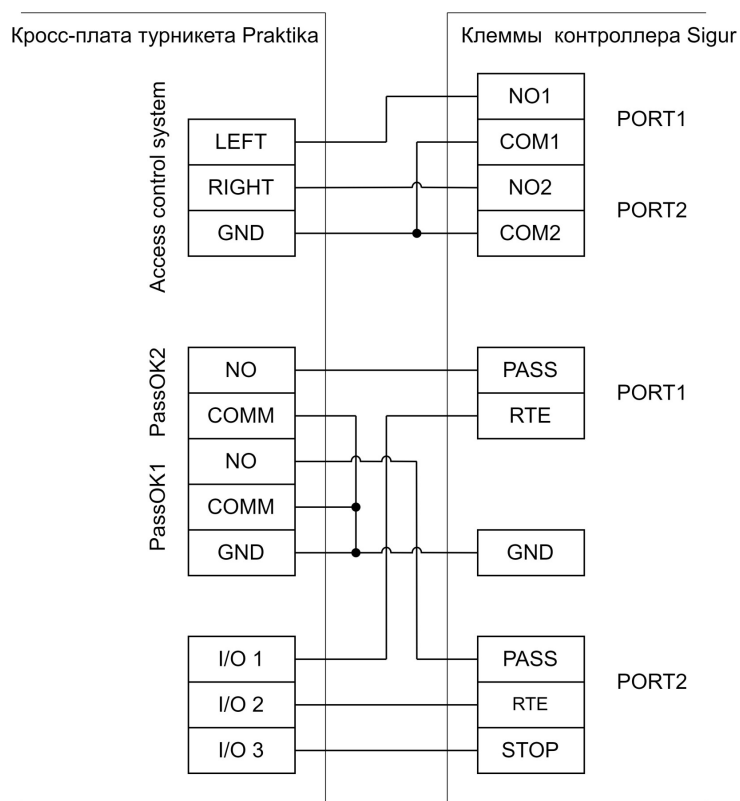 Кросс-плата турникета Praktika
Клеммы контроллера Sigur
Access control system
LEFT
RIGHT
GND
NO1
COM1
NO2
COM2
PORT1
PORT2
PassOK2
PassOK1
NO
COMM
NO
COMM
GND
PASS
RTE
PORT1
GND
I/O 1
I/O 2
I/O 3
PASS
RTE
STOP
PORT2